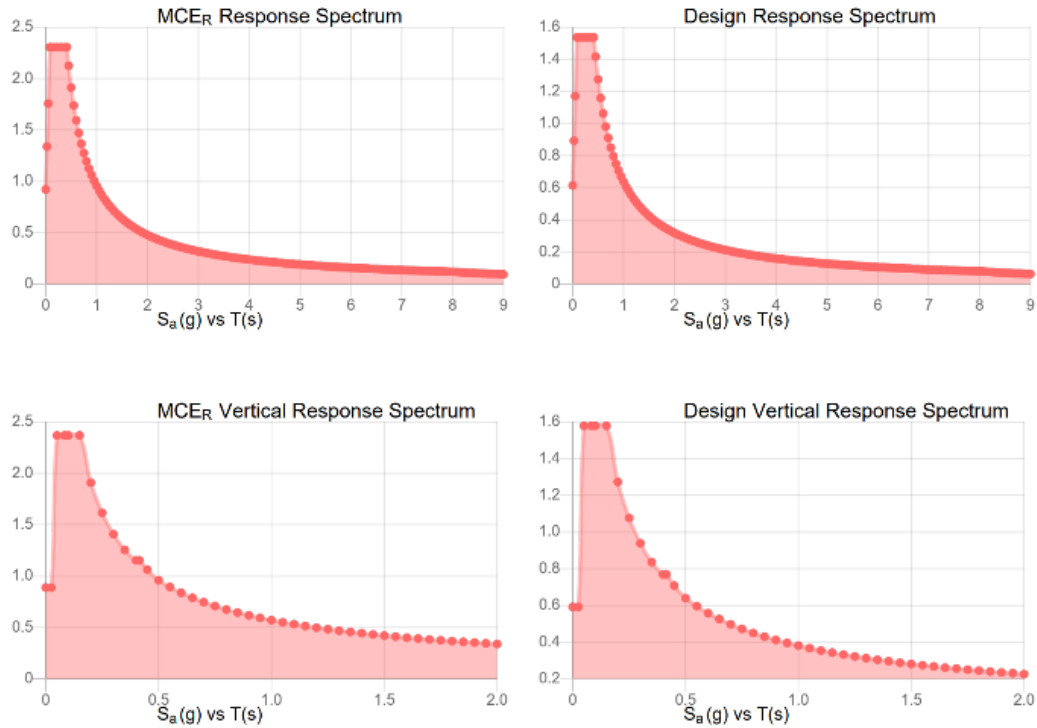 MCER Response Spectrum
2.5
2.0
1.5
1.0
0.5
0
0 1 2 3 4 5 6 7 8 9
Sa(g) vs T(s)
Design Response Spectrum
1.6
1.4
1.2
1.0
0.8
0.6
0.4
0.2
0
0 1 2 3 4 5 6 7 8 9
Sa(g) vs T(s)
MCER Vertical Response Spectrum
2.5
2.0
1.5
1.0
0.5
0
0 0.5 1.0 1.5 2.0
Sa(g) vs T(s)
Design Vertical Response Spectrum
1.6
1.4
1.2
1.0
0.8
0.6
0.4
0.2
0 0.5 1.0 1.5 2.0
Sa(g) vs T(s)